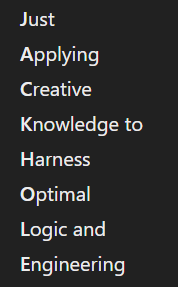 Just
Applying
Creative
Knowledge to
Harness
Optimal
Logic and
Engineering